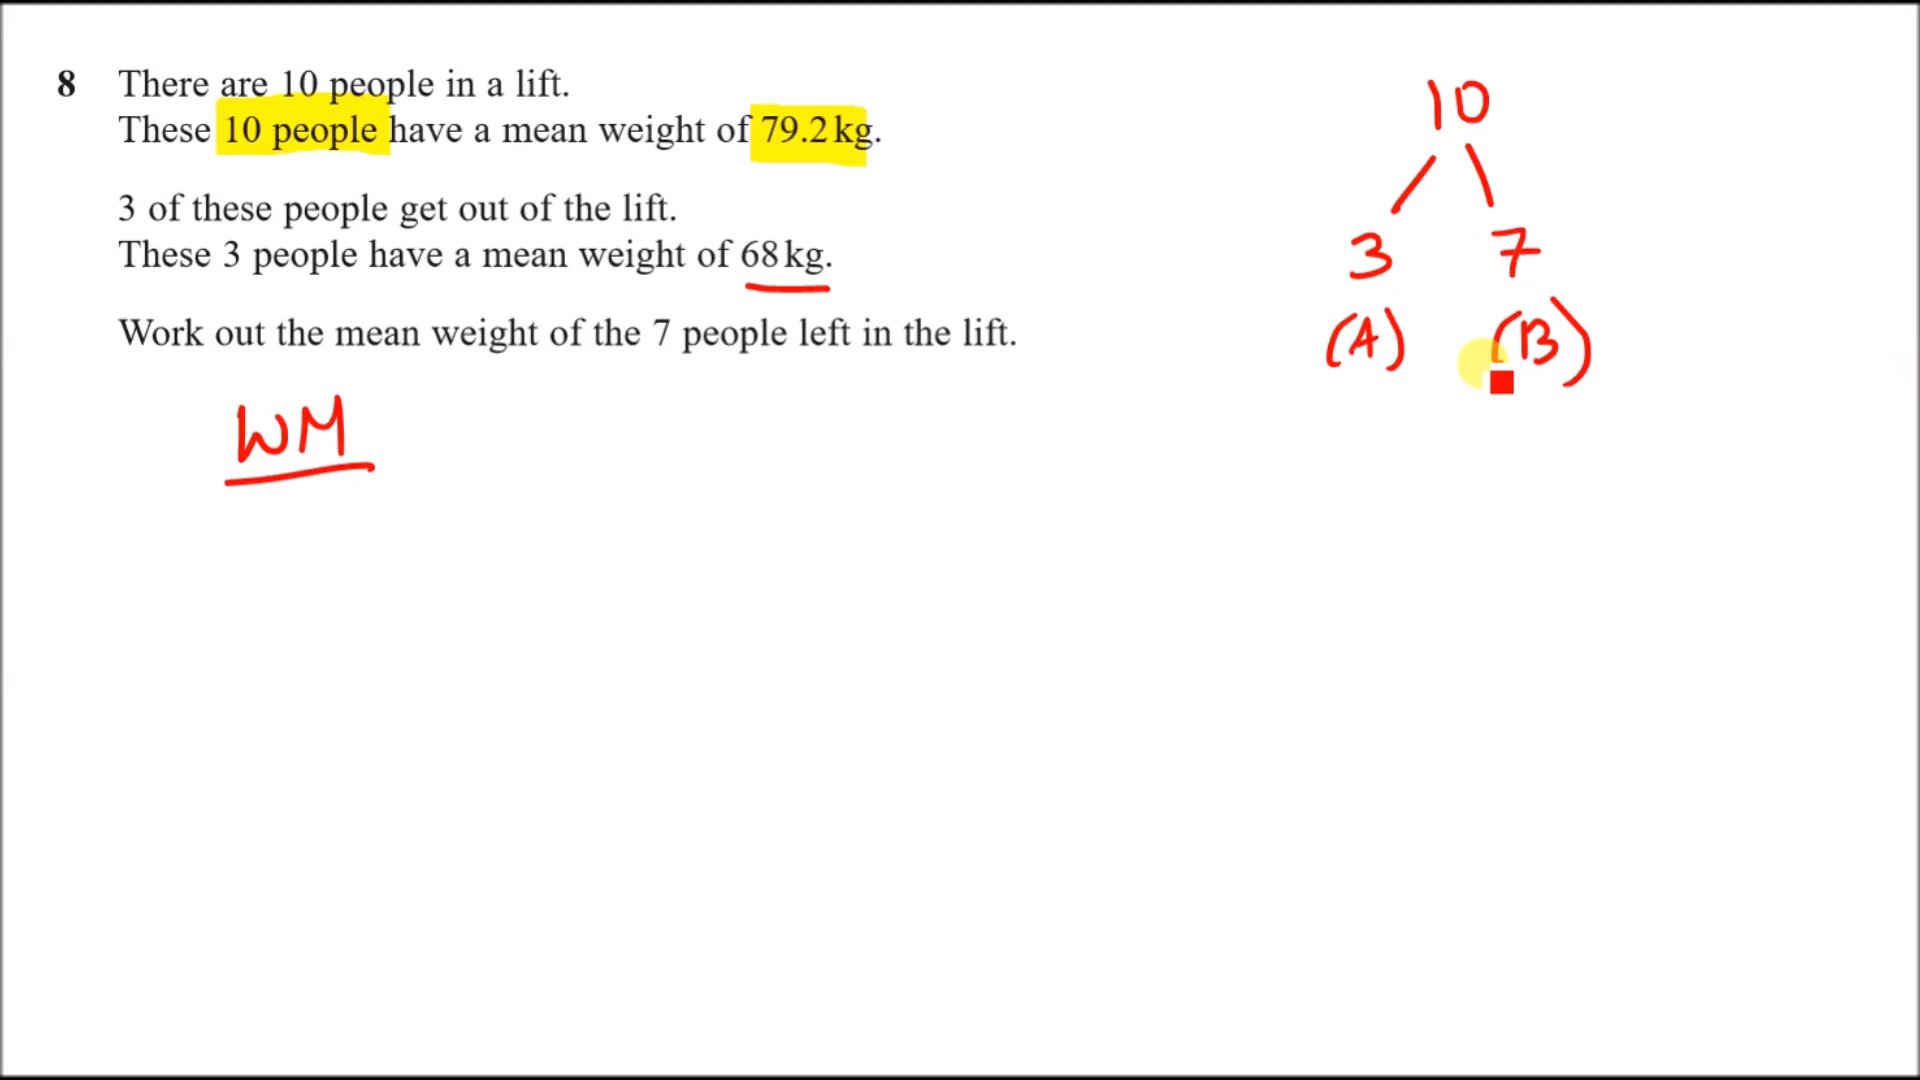 8 There are 10 people in a lift.
These 10 people have a mean weight of 79.2 kg.
3 of these people get out of the lift.
These 3 people have a mean weight of 68 kg.
Work out the mean weight of the 7 people left in the lift.
WM
10
3 7
(A) (B)